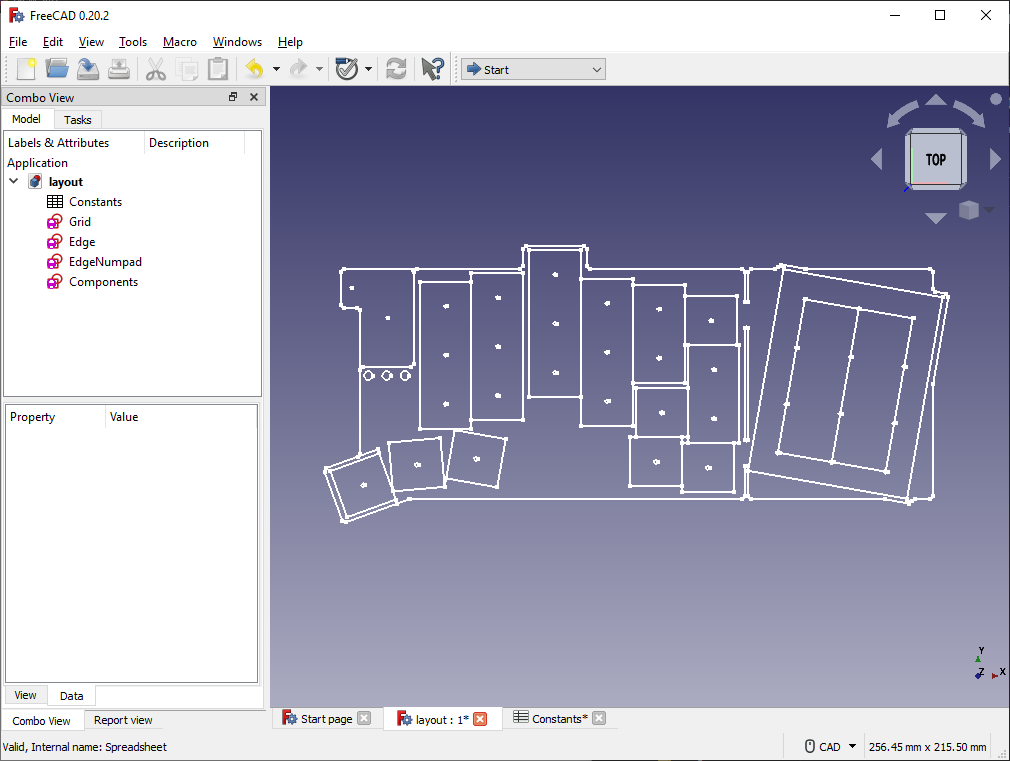 FreeCAD 0.20.2
File Edit View Tools Macro Windows Help
Start
Combo View
Model Tasks
Labels & Attributes Description
Application
layout
Constants
Grid
Edge
EdgeNumpad
Components
TOP
Property Value
View Data
Y
Z X
Combo View Report view
Start page layout : 1* Constants*
Valid, Internal name: Spreadsheet
CAD 256.45 mm x 215.50 mm